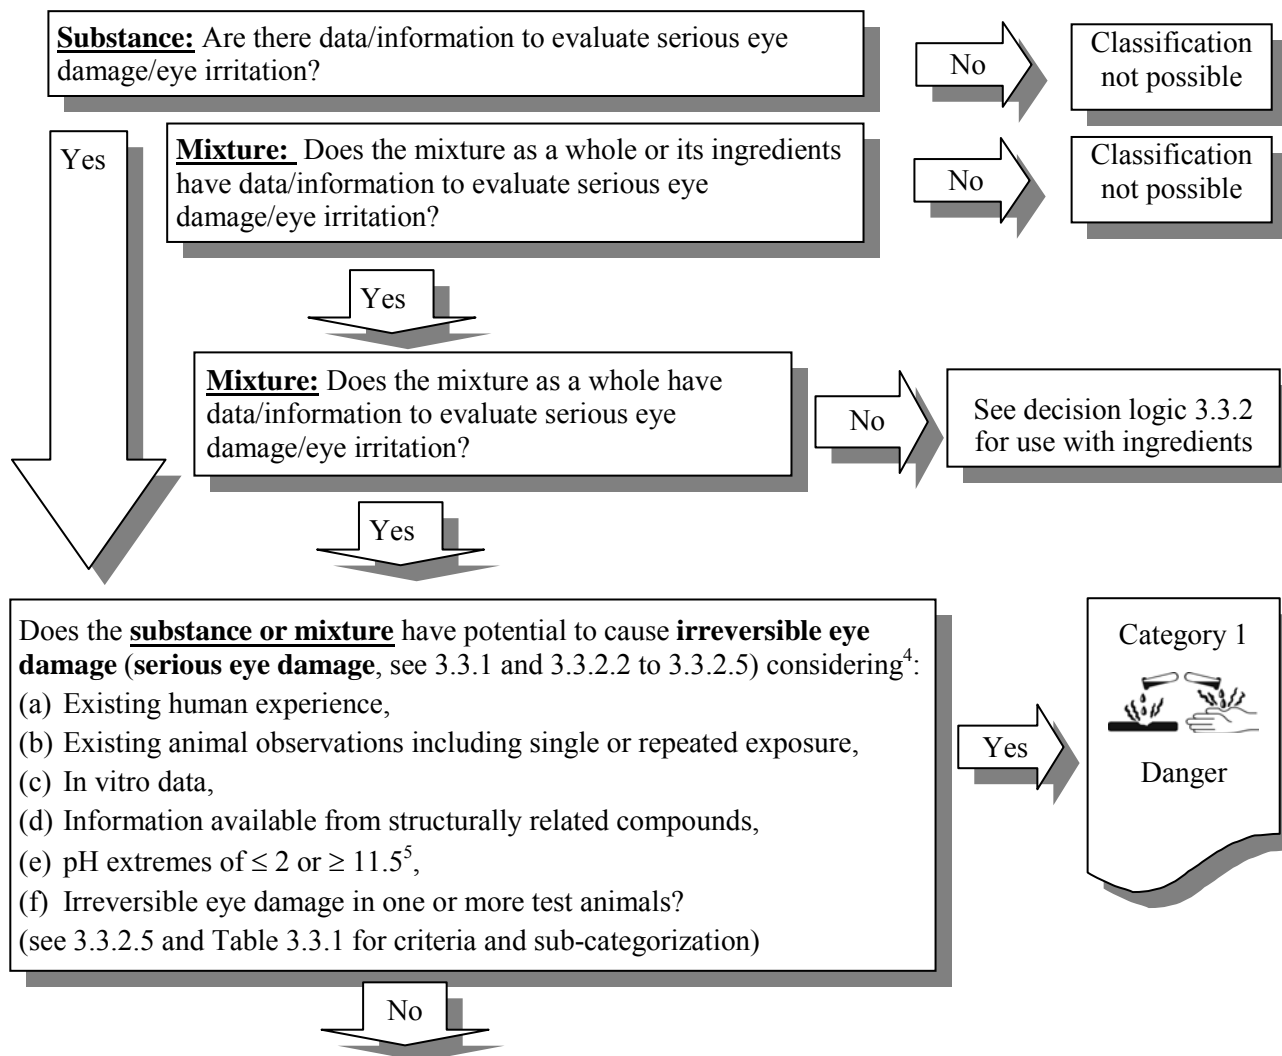 Substance: Are there data/information to evaluate serious eye
damage/eye irritation?
No
Classification
not possible
Yes
Mixture: Does the mixture as a whole or its ingredients
have data/information to evaluate serious eye
damage/eye irritation?
No
Classification
not possible
Yes
Mixture: Does the mixture as a whole have
data/information to evaluate serious eye
damage/eye irritation?
No
See decision logic 3.3.2
for use with ingredients
Yes
Does the substance or mixture have potential to cause irreversible eye
damage (serious eye damage, see 3.3.1 and 3.3.2.2 to 3.3.2.5) considering⁴:
(a) Existing human experience,
(b) Existing animal observations including single or repeated exposure,
(c) In vitro data,
(d) Information available from structurally related compounds,
(e) pH extremes of ≤ 2 or ≥ 11.5⁵,
(f) Irreversible eye damage in one or more test animals?
(see 3.3.2.5 and Table 3.3.1 for criteria and sub-categorization)
Yes
Category 1
Danger
No